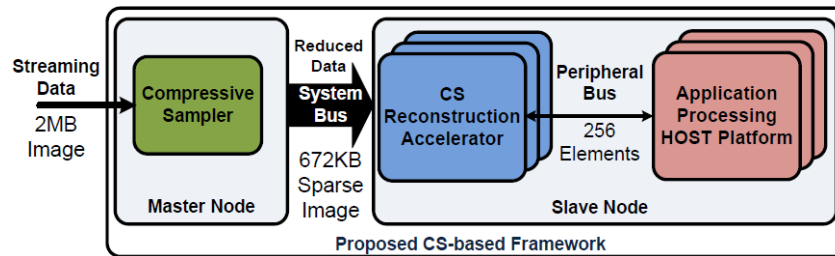 Streaming
Data
2MB
Image
Compressive
Sampler
Master Node
Reduced
Data
System
Bus
672KB
Sparse
Image
CS
Reconstruction
Accelerator
Peripheral
Bus
256
Elements
Application
Processing
HOST Platform
Slave Node
Proposed CS-based Framework